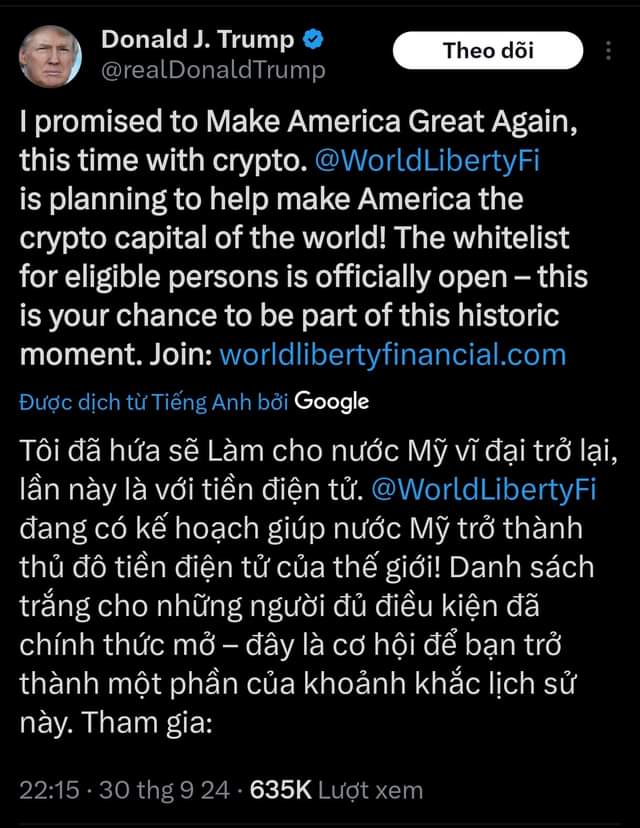 Donald J. Trump
Theo dõi
@realDonaldTrump
I promised to Make America Great Again,
this time with crypto. @WorldLibertyFi
is planning to help make America the
crypto capital of the world! The whitelist
for eligible persons is officially open – this
is your chance to be part of this historic
moment. Join: worldlibertyfinancial.com
Được dịch từ Tiếng Anh bởi Google
Tôi đã hứa sẽ Làm cho nước Mỹ vĩ đại trở lại,
lần này là với tiền điện tử. @WorldLibertyFi
đang có kế hoạch giúp nước Mỹ trở thành
thủ đô tiền điện tử của thế giới! Danh sách
trắng cho những người đủ điều kiện đã
chính thức mở – đây là cơ hội để bạn trở
thành một phần của khoảnh khắc lịch sử
này. Tham gia:
22:15 · 30 thg 9 24 · 635K Lượt xem